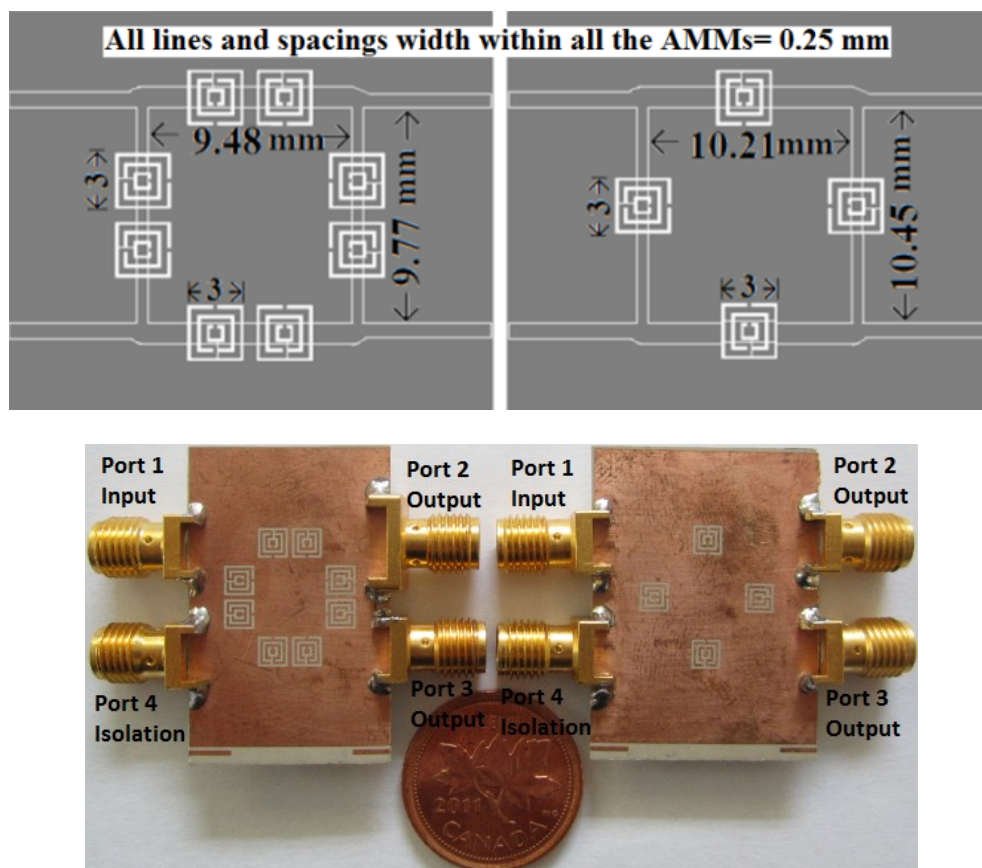 All lines and spacings width within all the AMMs= 0.25 mm
9.48 mm
3
9.77 mm
3
10.21mm
3
10.45 mm
3
Port 1
Input
Port 2
Output
Port 1
Input
Port 2
Output
Port 4
Isolation
Port 3
Output
Port 4
Isolation
Port 3
Output
2011
CANADA